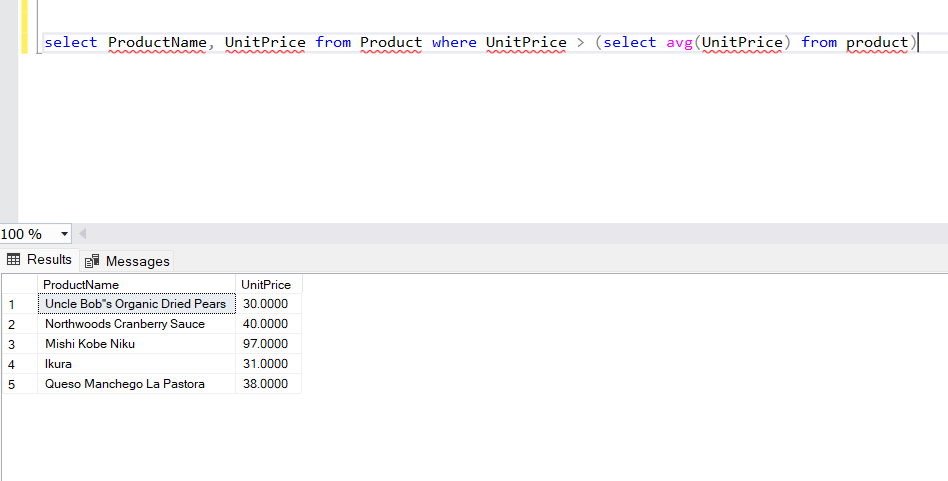 select ProductName, UnitPrice from Product where UnitPrice > (select avg(UnitPrice) from product)
100 %
Results Messages
ProductName UnitPrice
1 Uncle Bob"s Organic Dried Pears 30.0000
2 Northwoods Cranberry Sauce 40.0000
3 Mishi Kobe Niku 97.0000
4 Ikura 31.0000
5 Queso Manchego La Pastora 38.0000